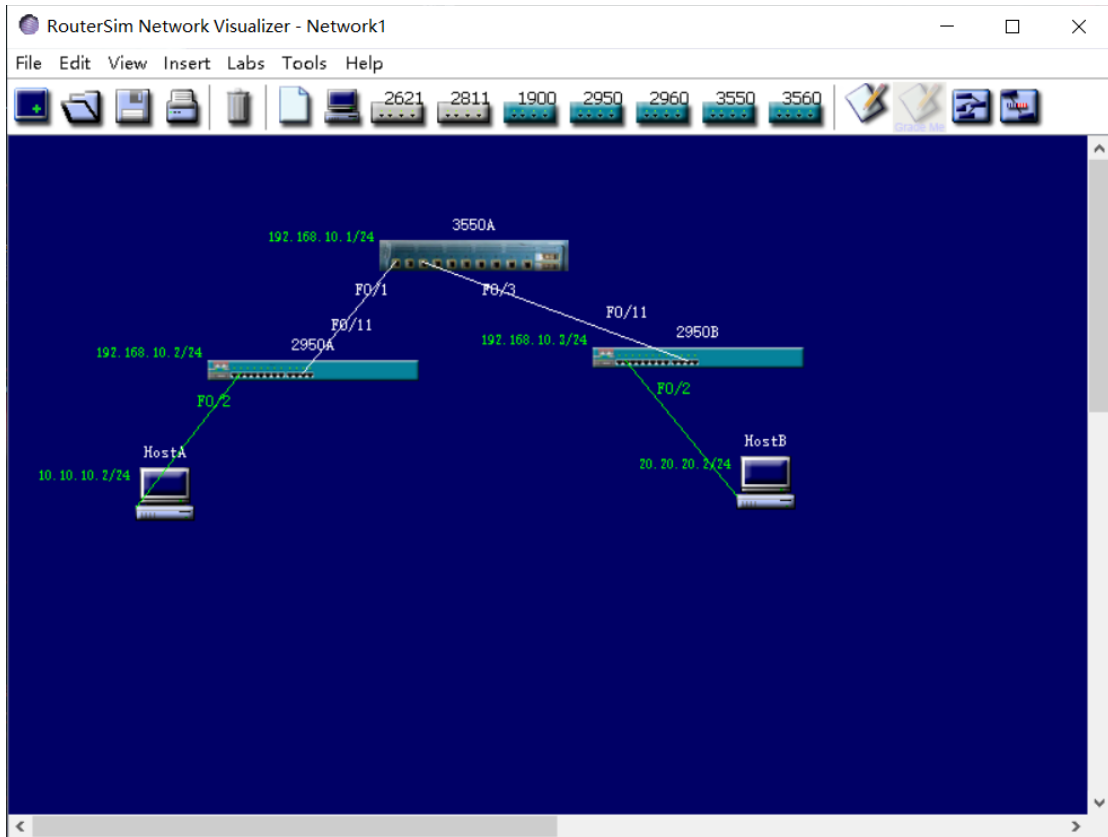 RouterSim Network Visualizer - Network1
File Edit View Insert Labs Tools Help
2621 2811 1900 2950 2960 3550 3560
Grade Me
3550A
192.168.10.1/24
F0/1 F0/3
F0/11 F0/11
2950A 2950B
192.168.10.2/24 192.168.10.3/24
F0/2 F0/2
HostA HostB
10.10.10.2/24 20.20.20.2/24